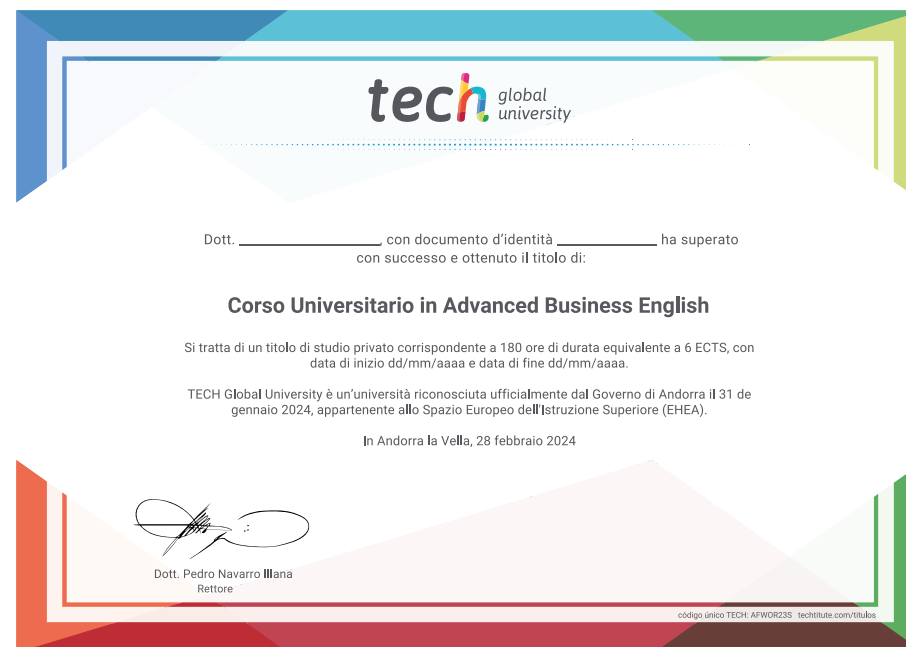 tech global university
Dott. ____________________, con documento d'identità ______________ ha superato
con successo e ottenuto il titolo di:
Corso Universitario in Advanced Business English
Si tratta di un titolo di studio privato corrispondente a 180 ore di durata equivalente a 6 ECTS, con
data di inizio dd/mm/aaaa e data di fine dd/mm/aaaa.
TECH Global University è un'università riconosciuta ufficialmente dal Governo di Andorra il 31 de
gennaio 2024, appartenente allo Spazio Europeo dell'Istruzione Superiore (EHEA).
In Andorra la Vella, 28 febbraio 2024
Dott. Pedro Navarro Illana
Rettore
código único TECH: AFWOR23S techtitute.com/titulos